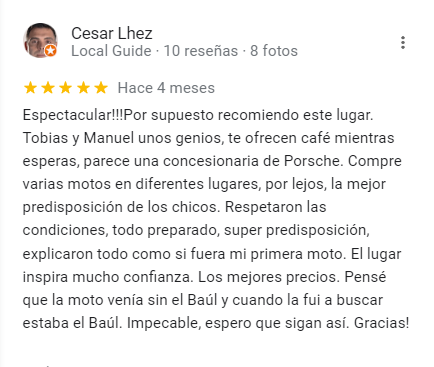 Cesar Lhez
Local Guide · 10 reseñas · 8 fotos
Hace 4 meses
Espectacular!!!Por supuesto recomiendo este lugar.
Tobias y Manuel unos genios, te ofrecen café mientras
esperas, parece una concesionaria de Porsche. Compre
varias motos en diferentes lugares, por lejos, la mejor
predisposición de los chicos. Respetaron las
condiciones, todo preparado, super predisposición,
explicaron todo como si fuera mi primera moto. El lugar
inspira mucho confianza. Los mejores precios. Pensé
que la moto venía sin el Baúl y cuando la fui a buscar
estaba el Baúl. Impecable, espero que sigan así. Gracias!